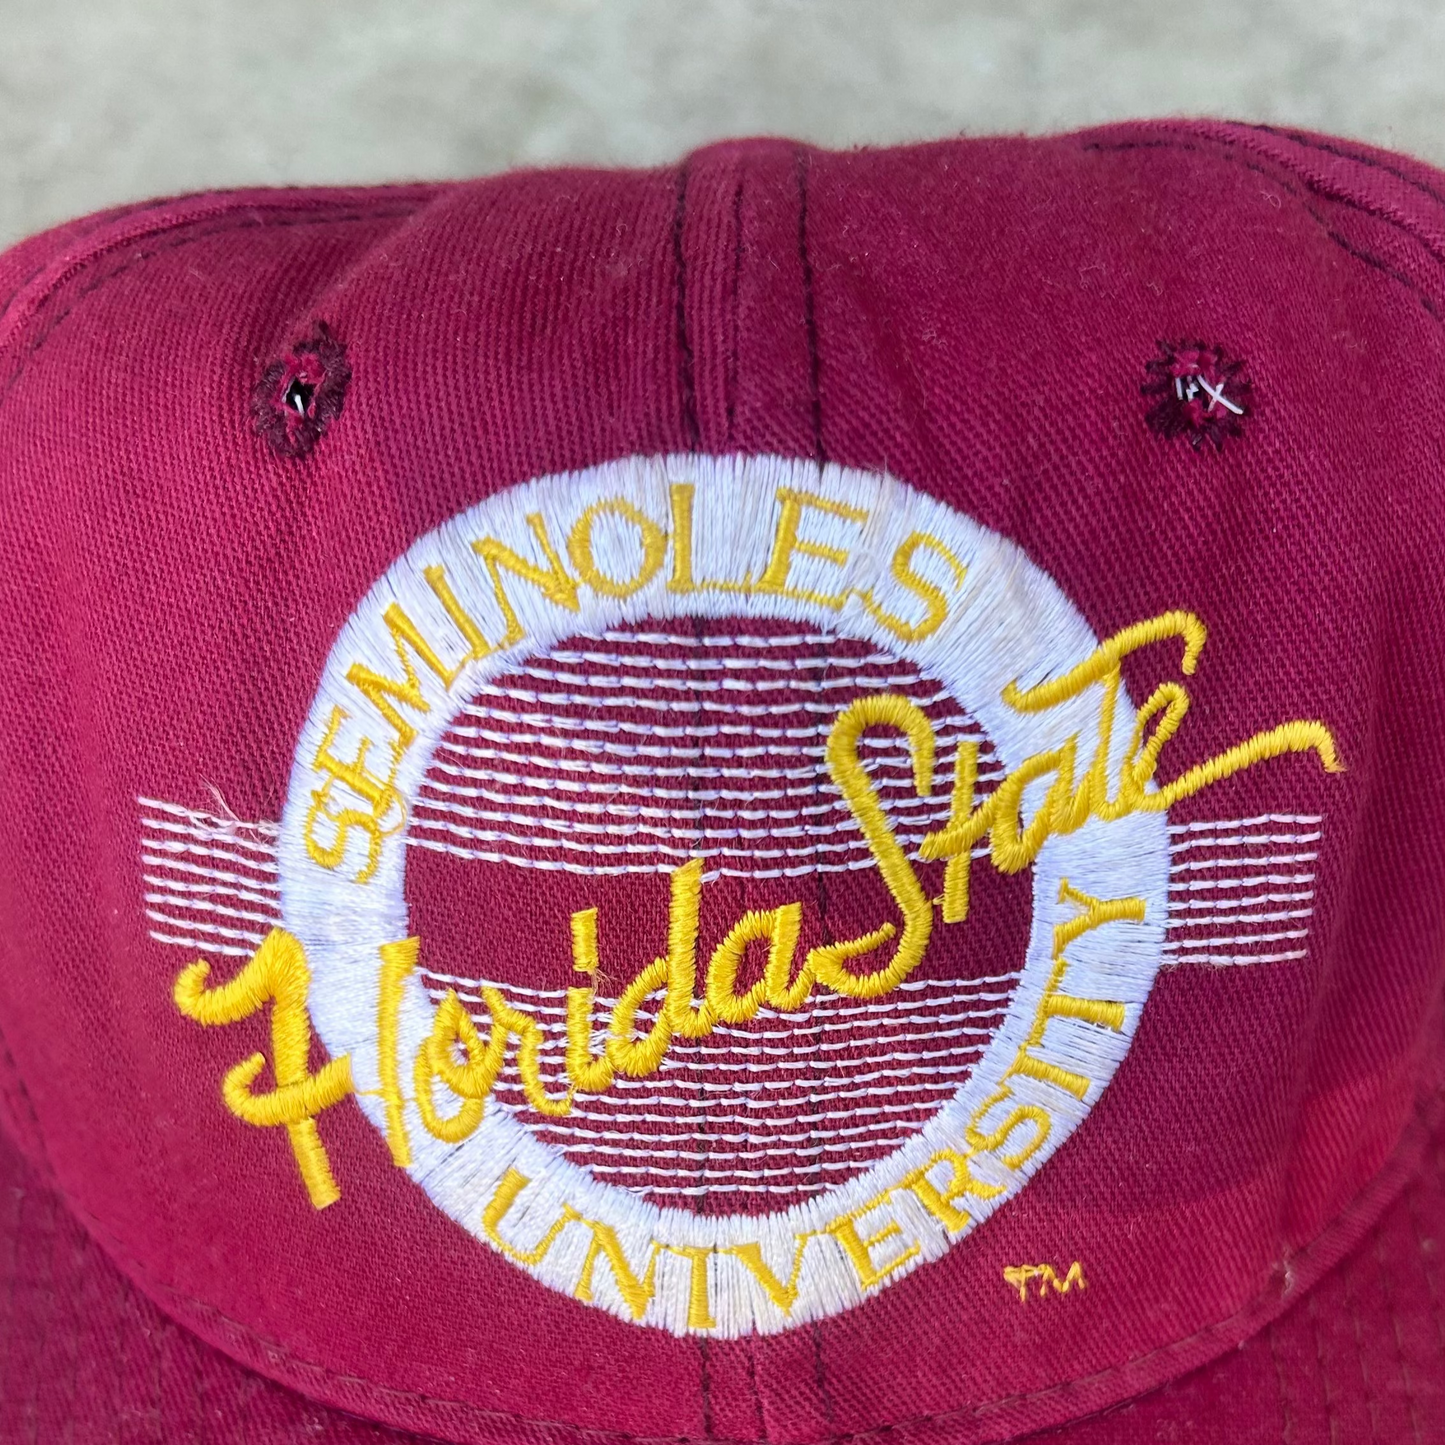 SEMINOLES
Florida State
UNIVERSITY
TM